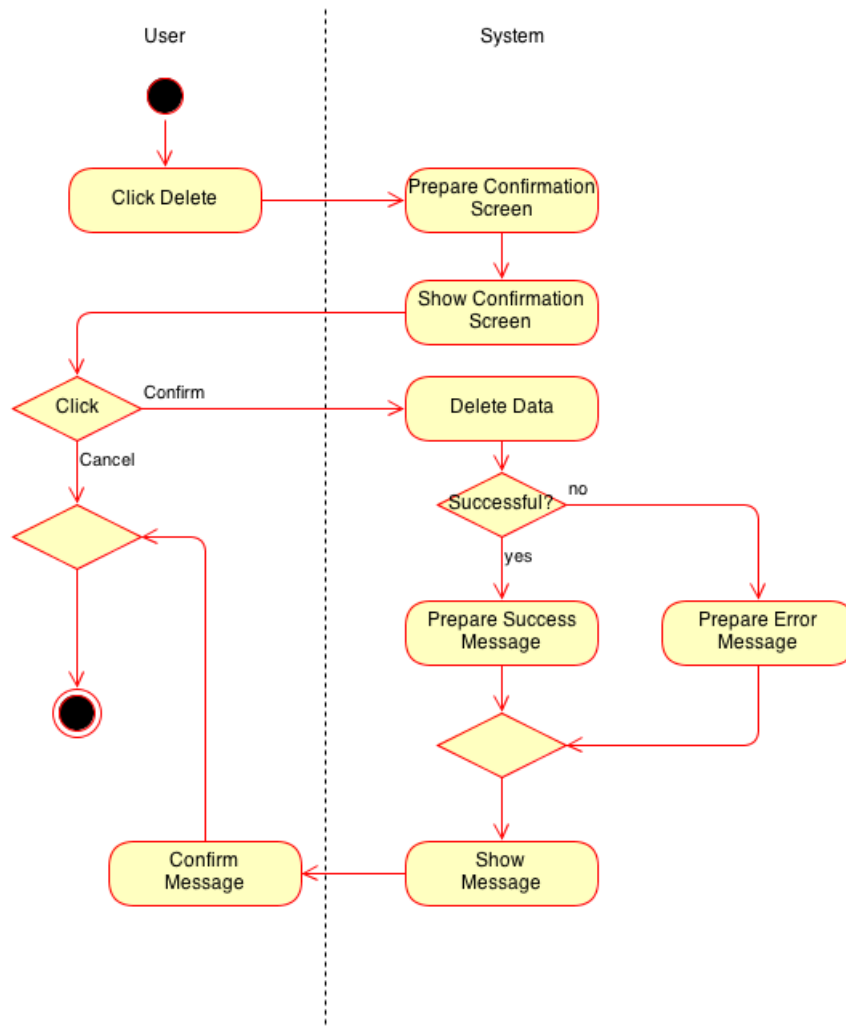 User
System
Click Delete
Prepare Confirmation
Screen
Show Confirmation
Screen
Click
Confirm
Delete Data
Cancel
Successful?
no
yes
Prepare Success
Message
Prepare Error
Message
Confirm
Message
Show
Message